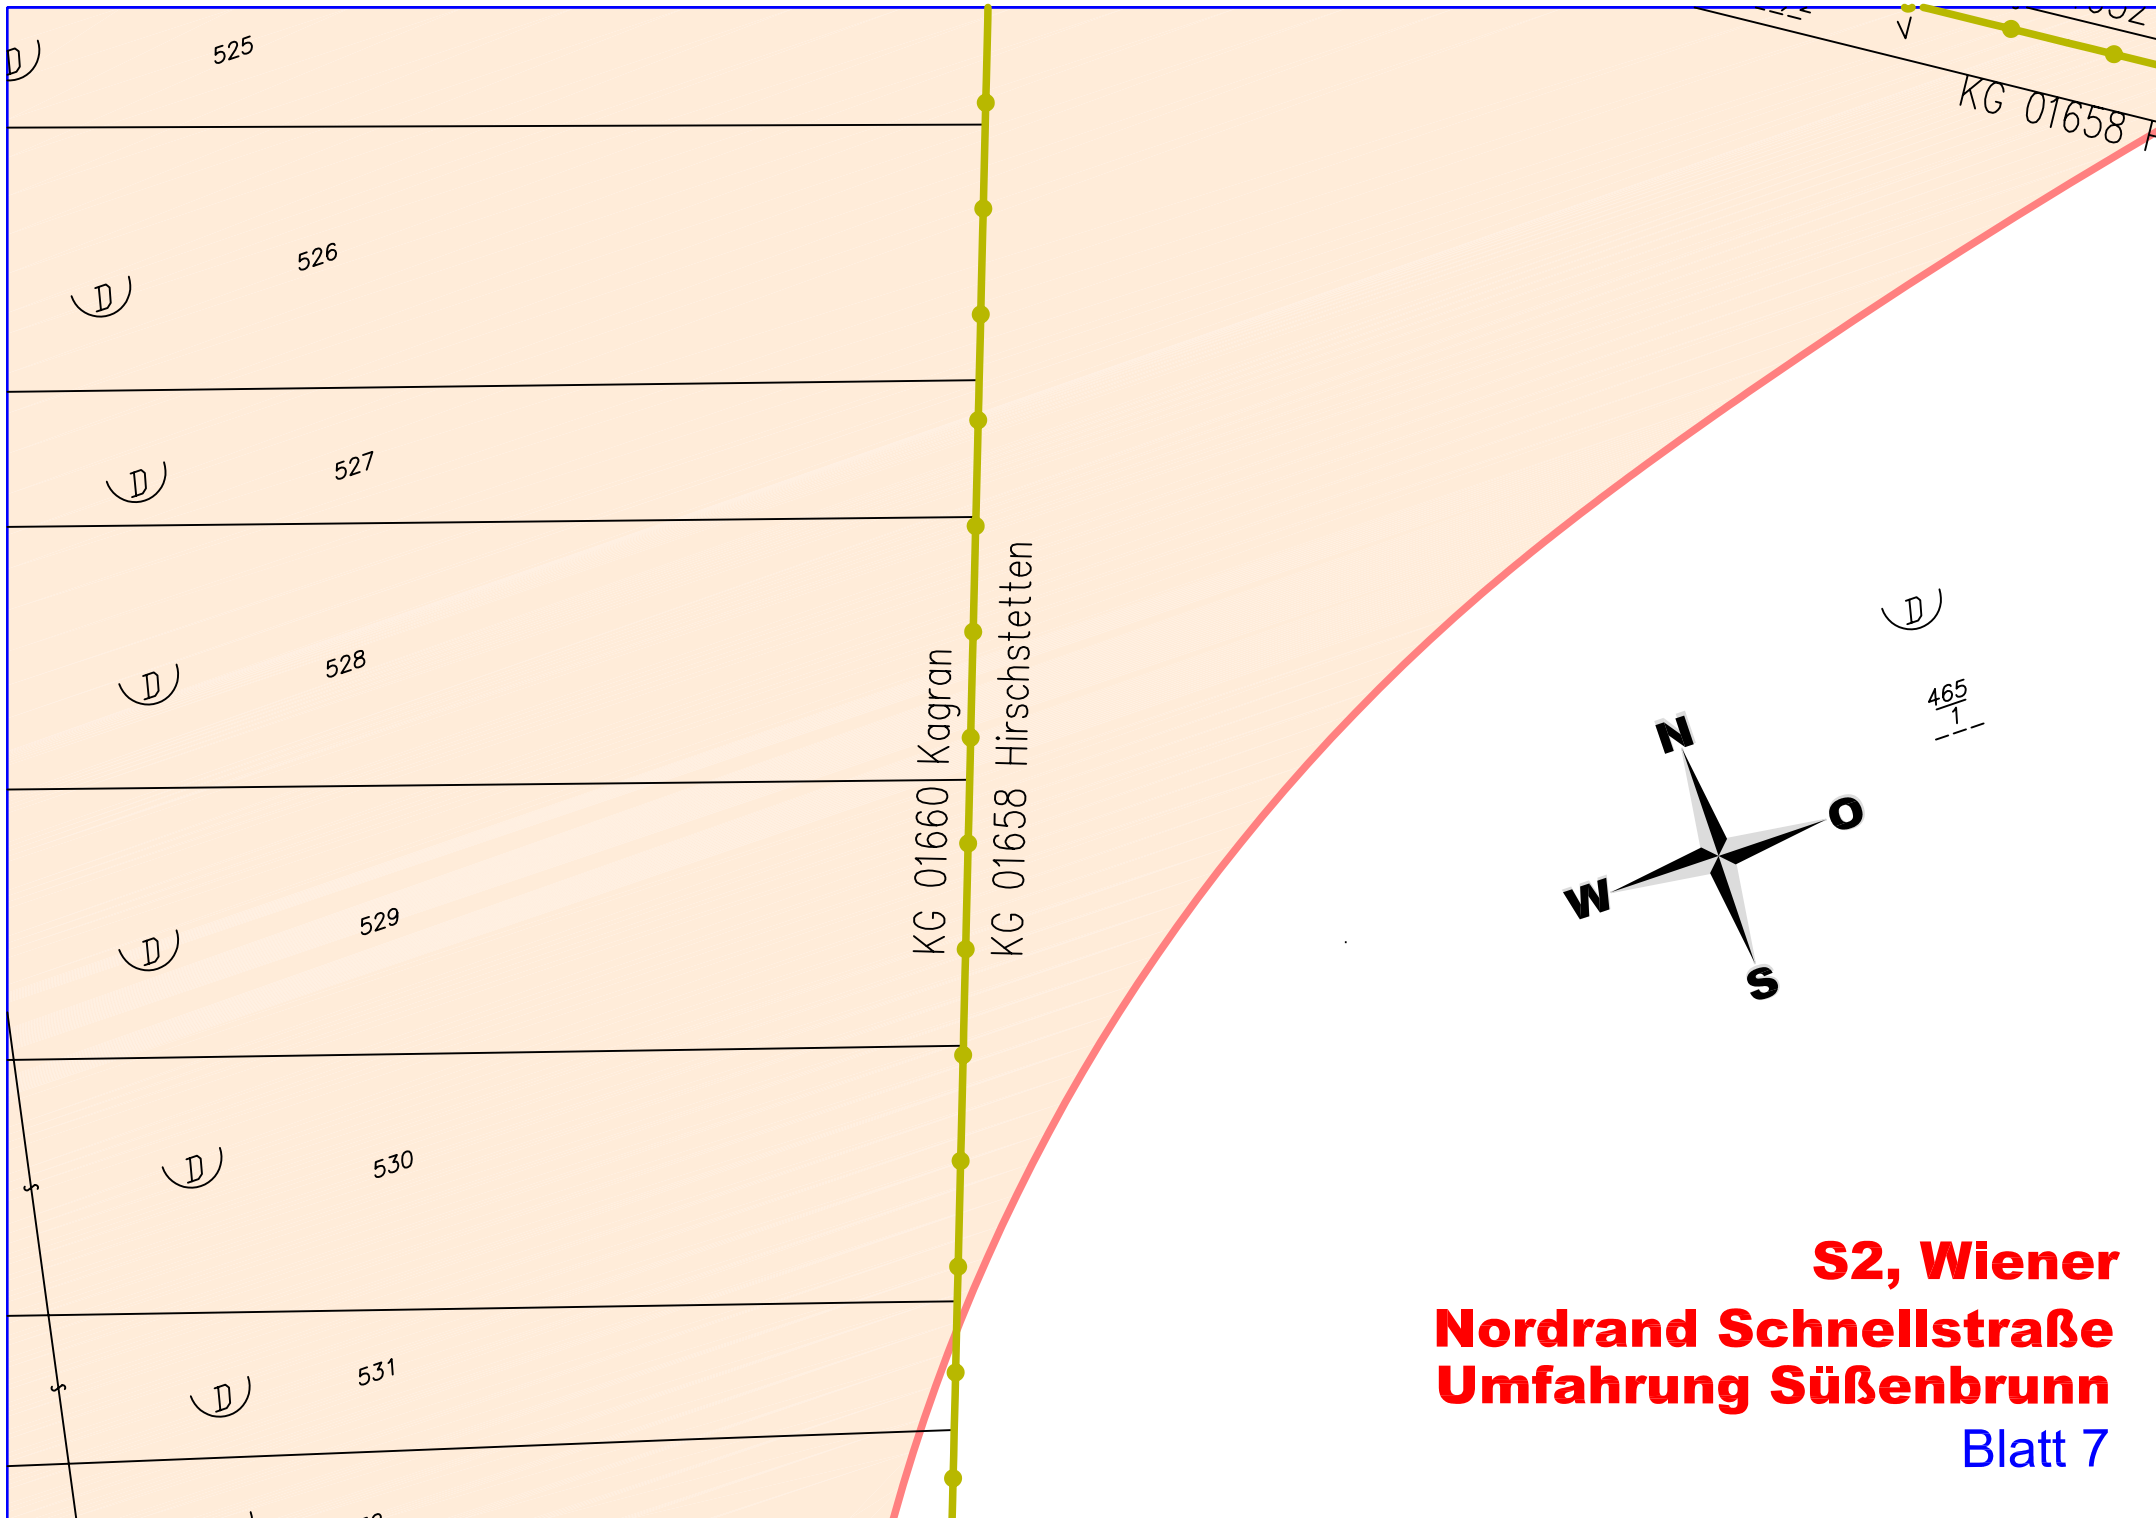 525
KG 01658
526
527
528
KG 01660 Kagran
KG 01658 Hirschstetten
D
D
D
D
D
D
D
D
465
1
N
O
W
S
529
530
531
S2, Wiener
Nordrand Schnellstraße
Umfahrung Süßenbrunn
Blatt 7